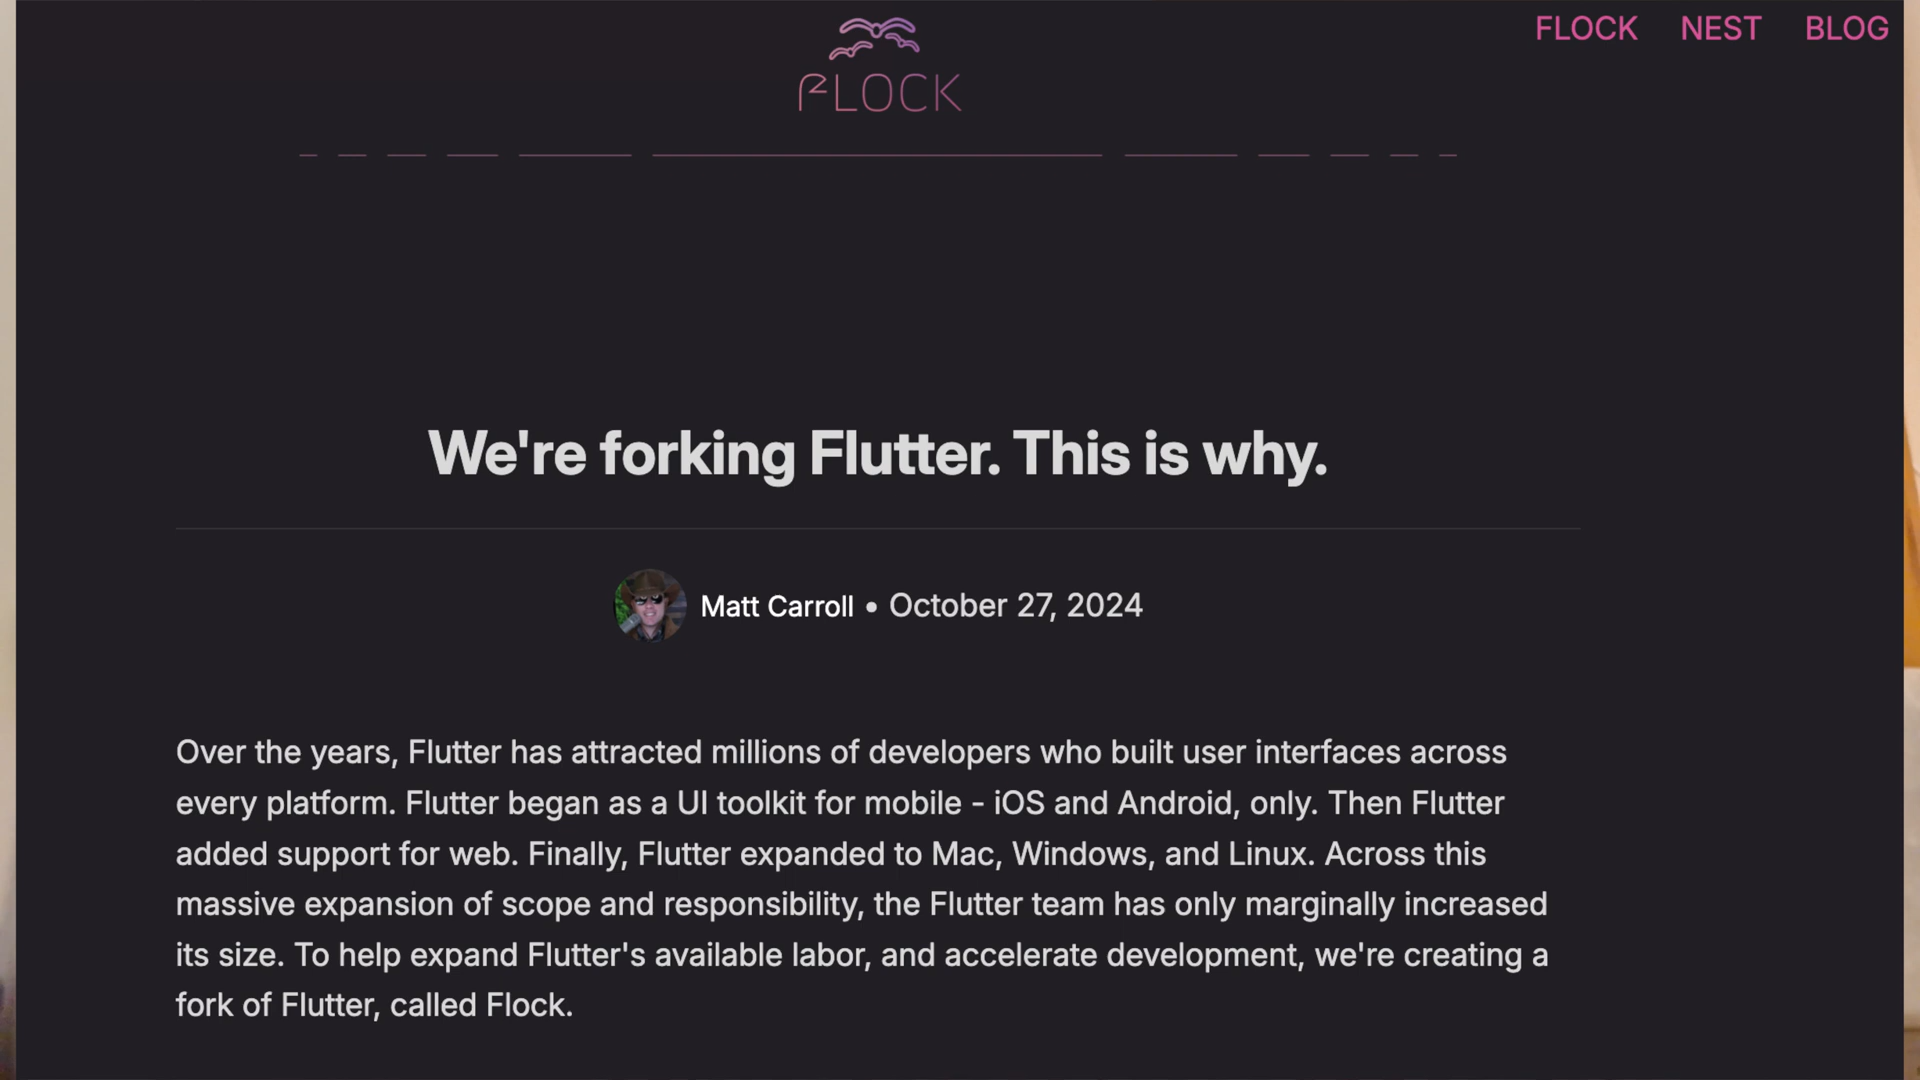 FLOCK NEST BLOG
FLOCK
We're forking Flutter. This is why.
Matt Carroll • October 27, 2024
Over the years, Flutter has attracted millions of developers who built user interfaces across
every platform. Flutter began as a UI toolkit for mobile - iOS and Android, only. Then Flutter
added support for web. Finally, Flutter expanded to Mac, Windows, and Linux. Across this
massive expansion of scope and responsibility, the Flutter team has only marginally increased
its size. To help expand Flutter's available labor, and accelerate development, we're creating a
fork of Flutter, called Flock.